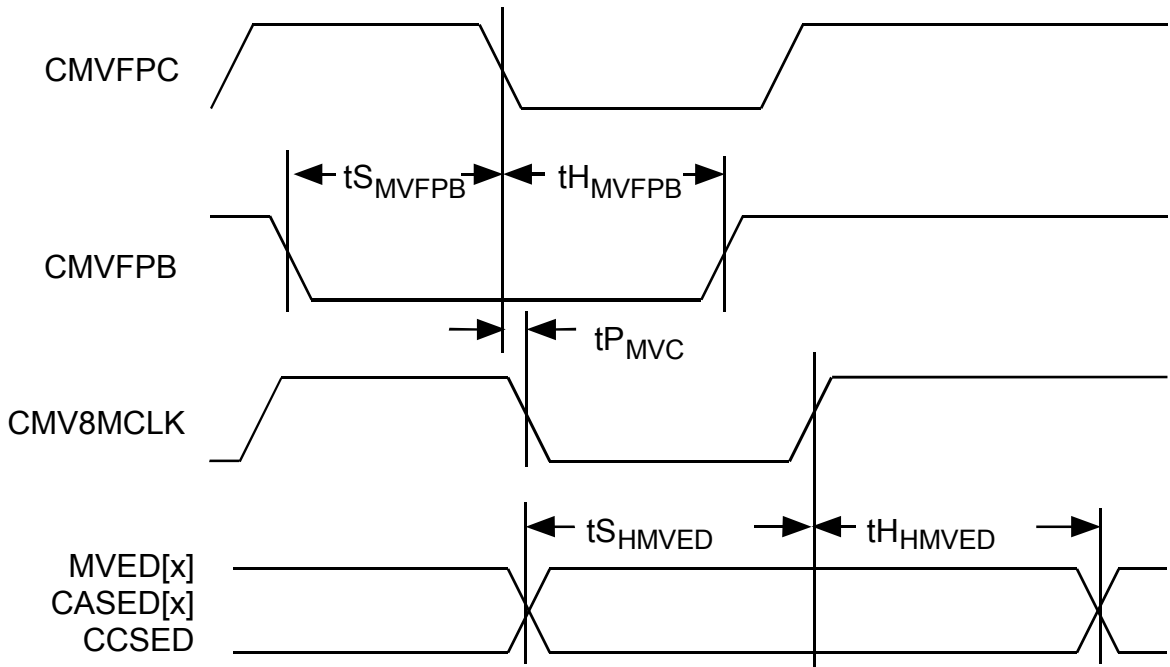 CMVFPC
tSMVFPB
tHMVFPB
CMVFPB
tPMVC
CMV8MCLK
tSHMVED
tHHMVED
MVED[x]
CASED[x]
CCSED